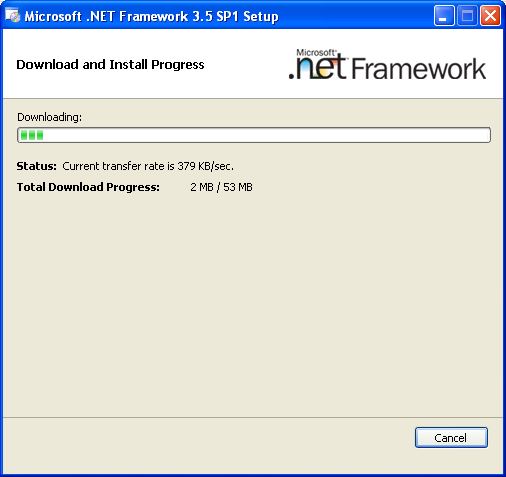 Microsoft .NET Framework 3.5 SP1 Setup
Download and Install Progress
Microsoft
.net Framework
Downloading:
Status: Current transfer rate is 379 KB/sec.
Total Download Progress: 2 MB / 53 MB
Cancel